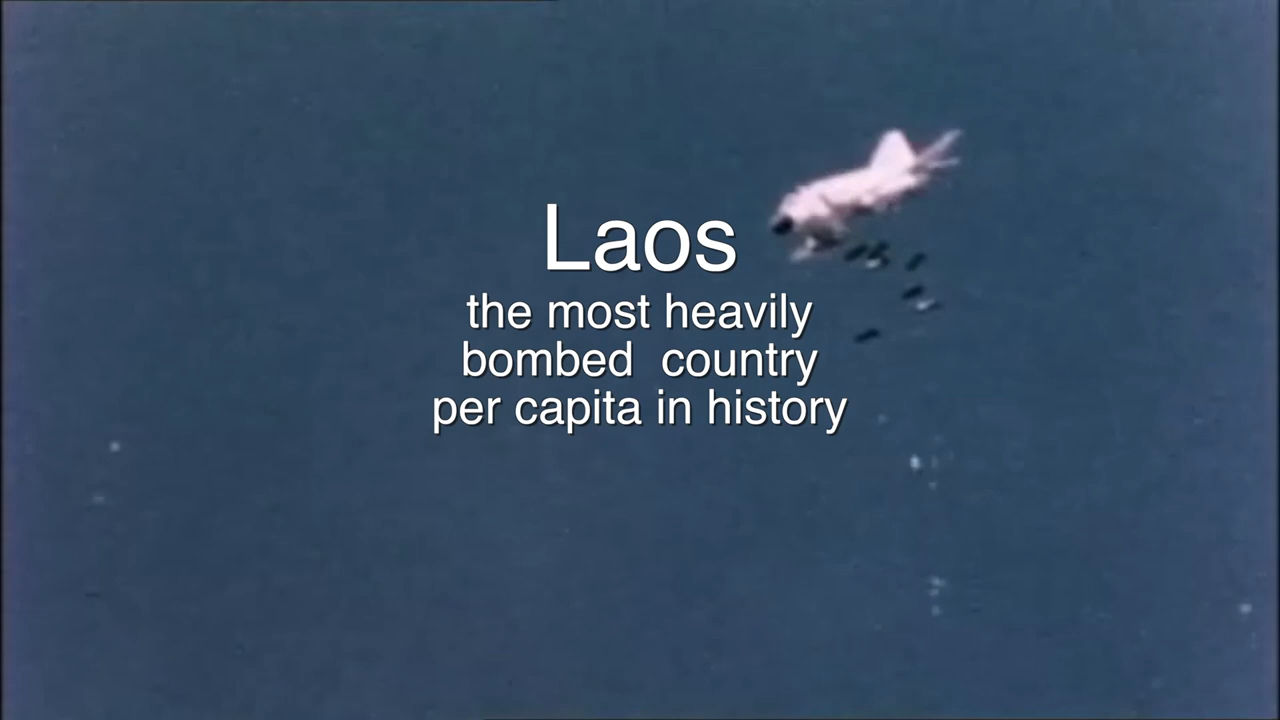 Laos
the most heavily
bombed  country
per capita in history